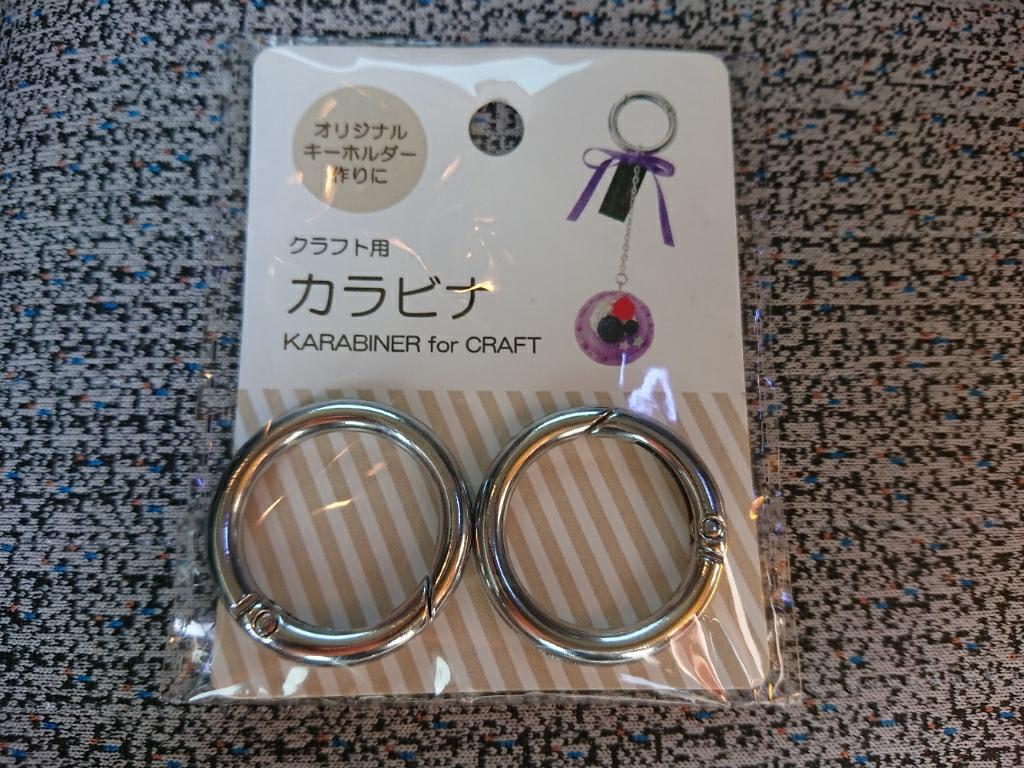 オリジナル
キーホルダー
作りに
クラフト用
カラビナ
KARABINER for CRAFT